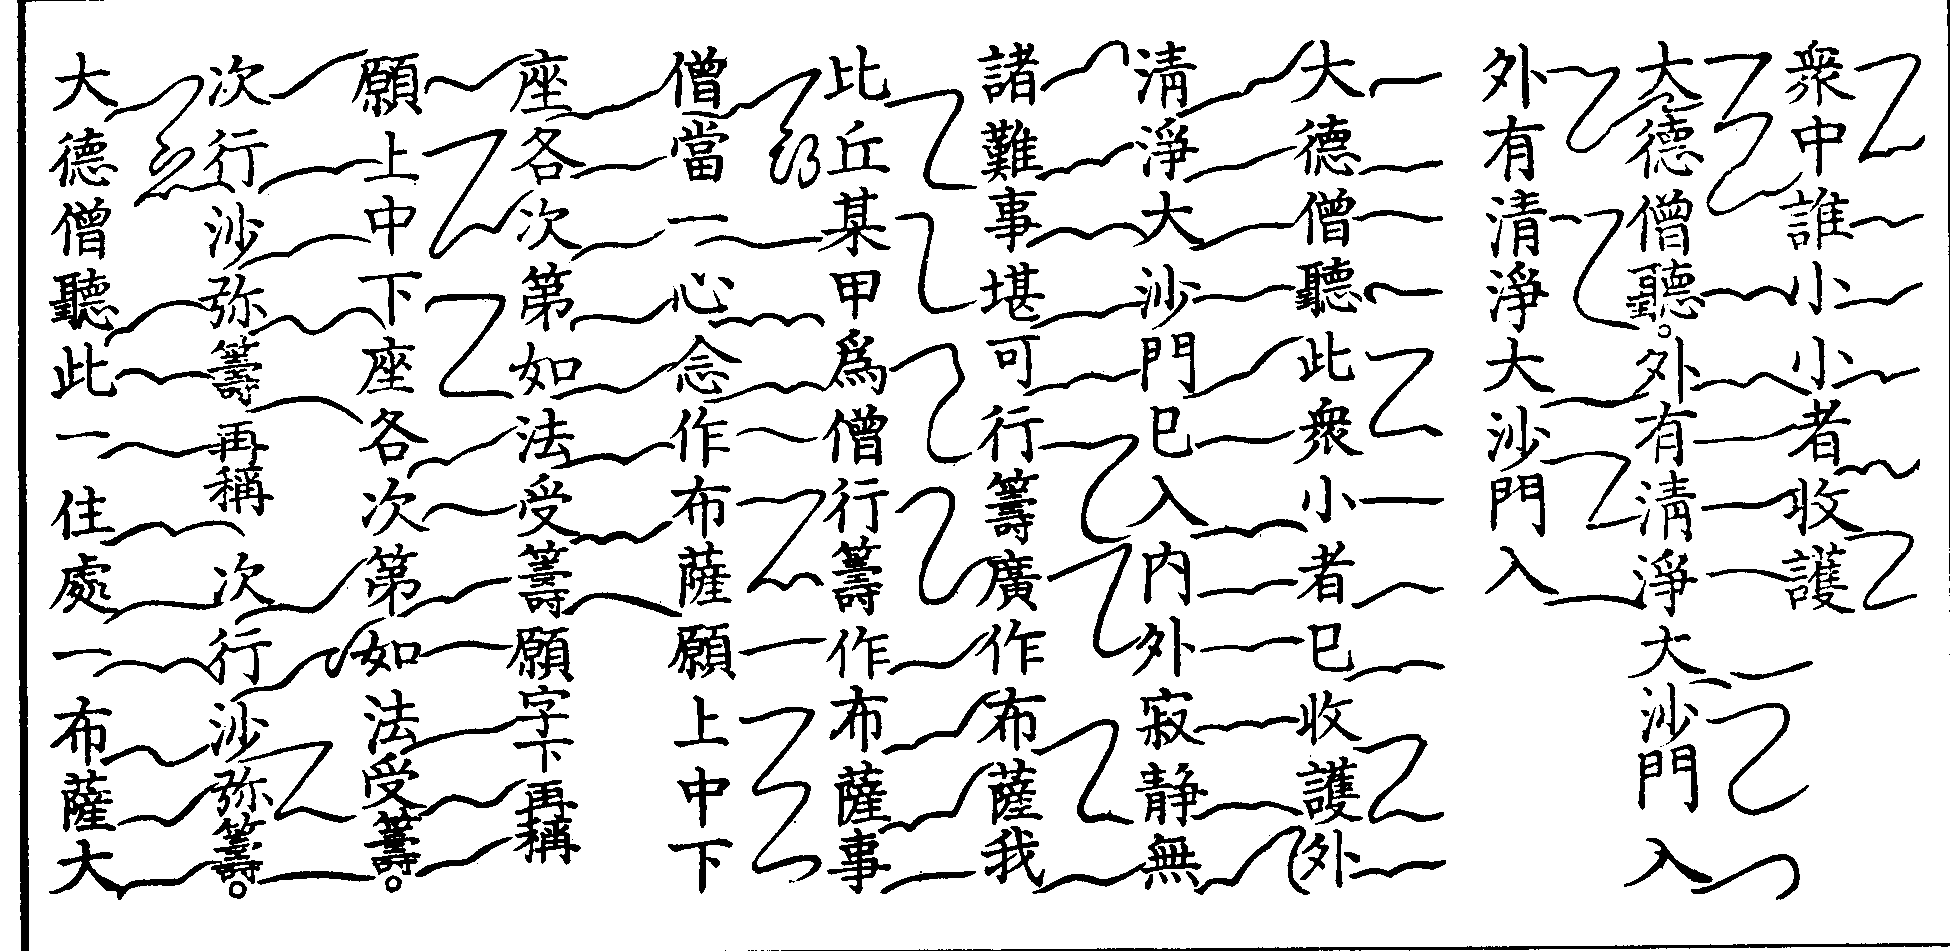 衆中誰小小者收護
大德僧聽。外有清淨大沙門入
外有清淨大沙門入
大德僧聽此衆小者已收護外
清淨大沙門已入内外寂静無
諸難事堪可行籌廣作布薩我
比丘某甲爲僧行籌作布薩事
僧當一心念作布薩願上中下
座各次第如法受籌願字下再稱
願上中下座各次第如法受籌。
次行沙弥籌再稱 次行沙弥籌。
大德僧聽此一住處一布薩大